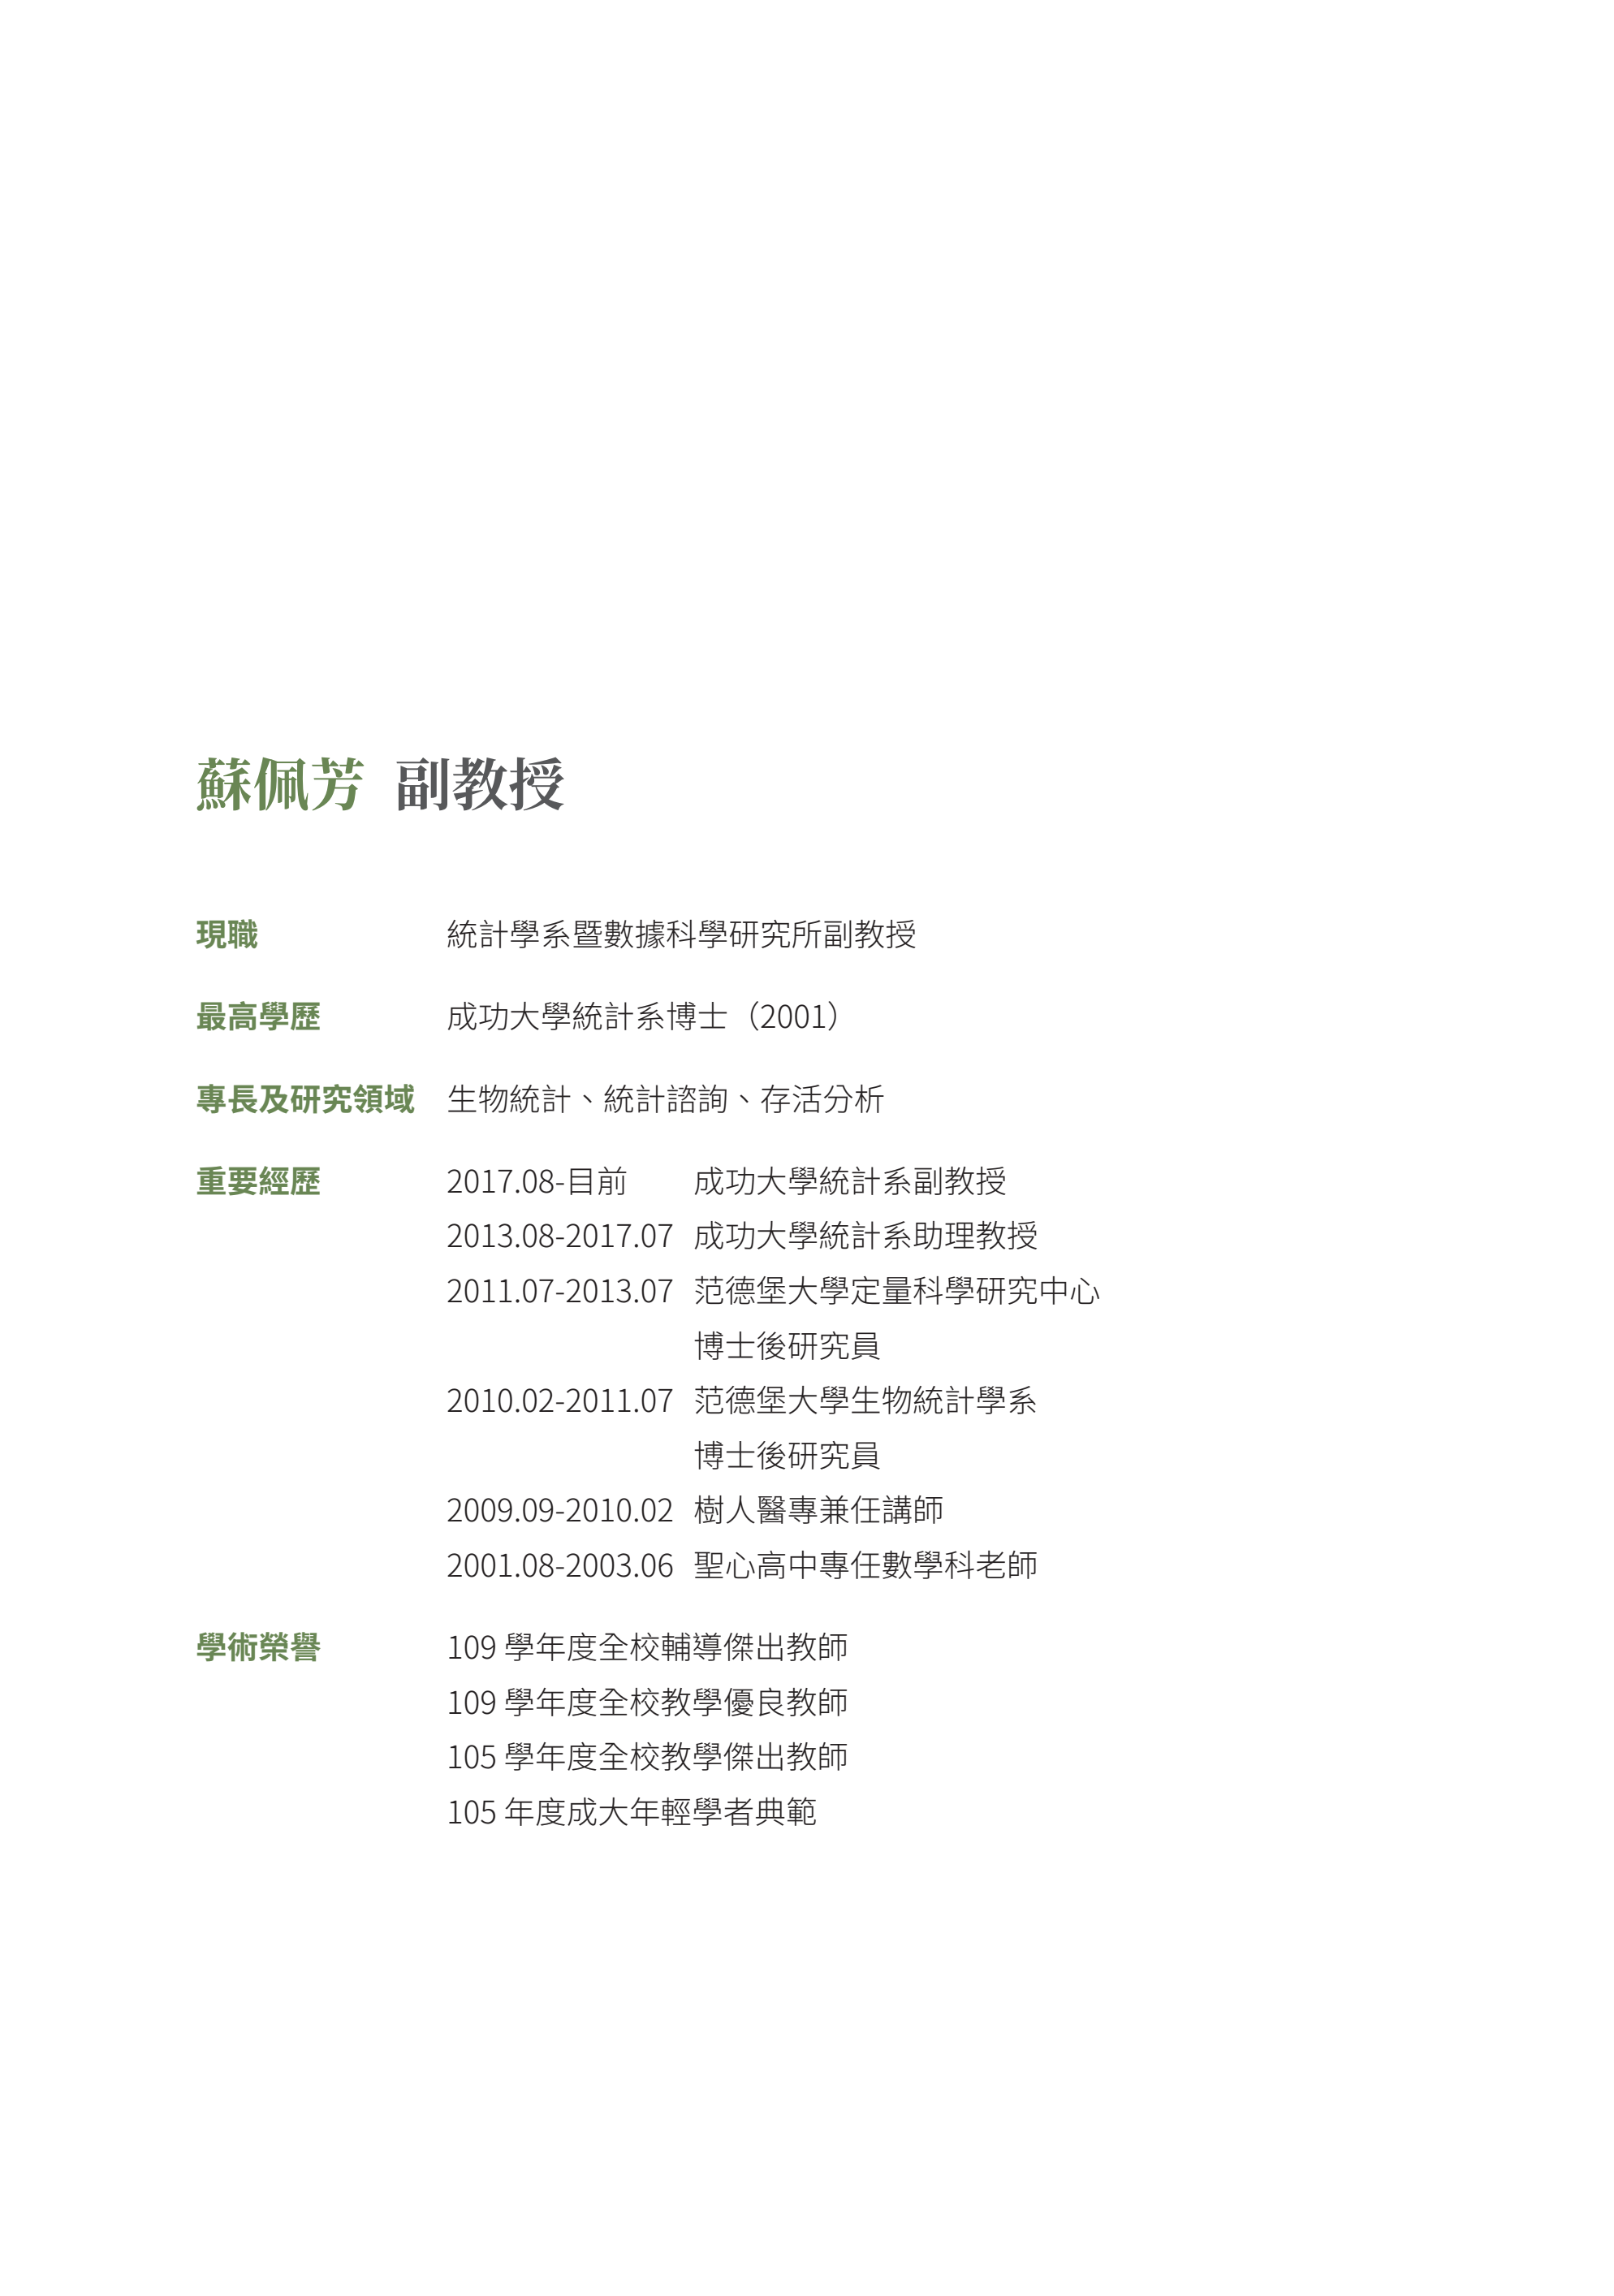 蘇佩芳 副教授
現職 統計學系暨數據科學研究所副教授
最高學歷 成功大學統計系博士（2001）
專長及研究領域 生物統計、統計諮詢、存活分析
重要經歷 2017.08-目前 成功大學統計系副教授
2013.08-2017.07 成功大學統計系助理教授
2011.07-2013.07 范德堡大學定量科學研究中心
博士後研究員
2010.02-2011.07 范德堡大學生物統計學系
博士後研究員
2009.09-2010.02 樹人醫專兼任講師
2001.08-2003.06 聖心高中專任數學科老師
學術榮譽 109 學年度全校輔導傑出教師
109 學年度全校教學優良教師
105 學年度全校教學傑出教師
105 年度成大年輕學者典範